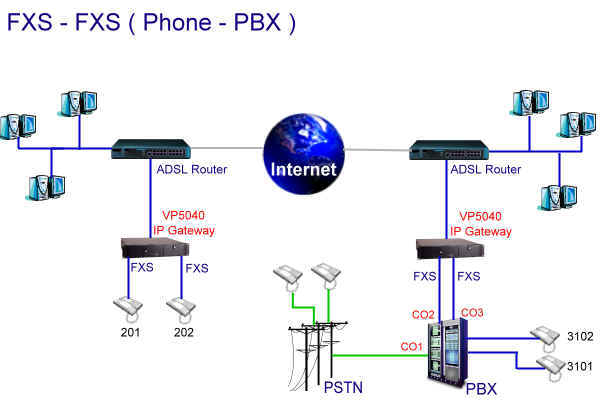 FXS - FXS ( Phone - PBX )
Internet
ADSL Router
ADSL Router
VP5040
IP Gateway
VP5040
IP Gateway
FXS
FXS
FXS
FXS
201
202
CO2
CO3
CO1
3102
3101
PSTN
PBX